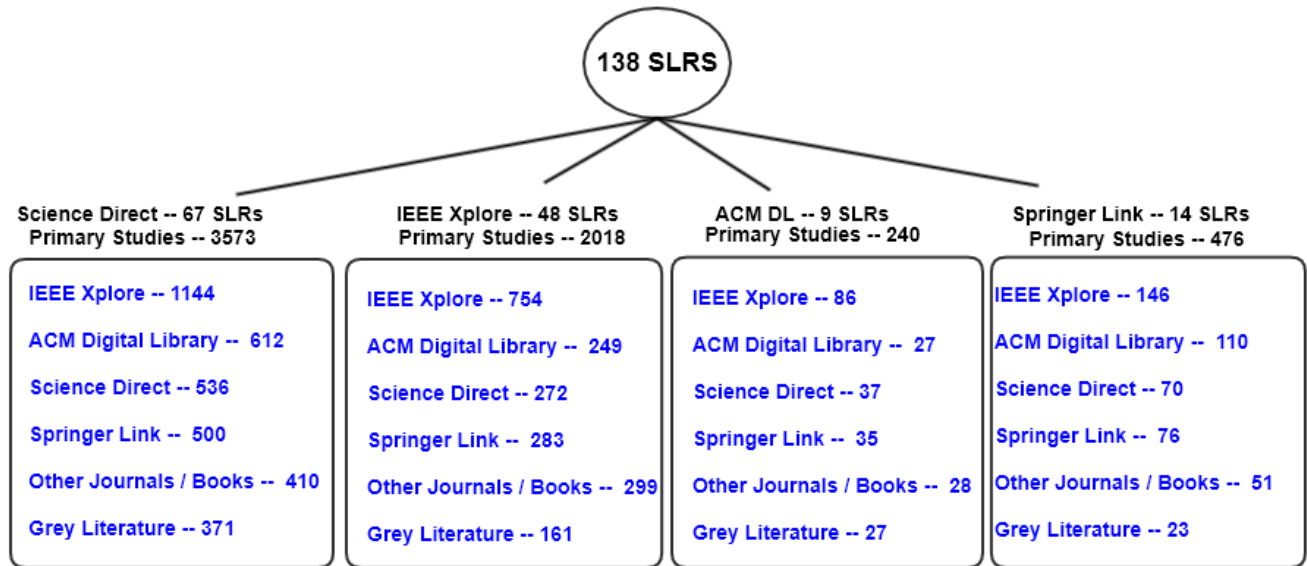 138 SLRS
Science Direct -- 67 SLRs
Primary Studies -- 3573
IEEE Xplore -- 1144
ACM Digital Library -- 612
Science Direct -- 536
Springer Link -- 500
Other Journals / Books -- 410
Grey Literature -- 371
IEEE Xplore -- 48 SLRs
Primary Studies -- 2018
IEEE Xplore -- 754
ACM Digital Library -- 249
Science Direct -- 272
Springer Link -- 283
Other Journals / Books -- 299
Grey Literature -- 161
ACM DL -- 9 SLRs
Primary Studies -- 240
IEEE Xplore -- 86
ACM Digital Library -- 27
Science Direct -- 37
Springer Link -- 35
Other Journals / Books -- 28
Grey Literature -- 27
Springer Link -- 14 SLRs
Primary Studies -- 476
IEEE Xplore -- 146
ACM Digital Library -- 110
Science Direct -- 70
Springer Link -- 76
Other Journals / Books -- 51
Grey Literature -- 23